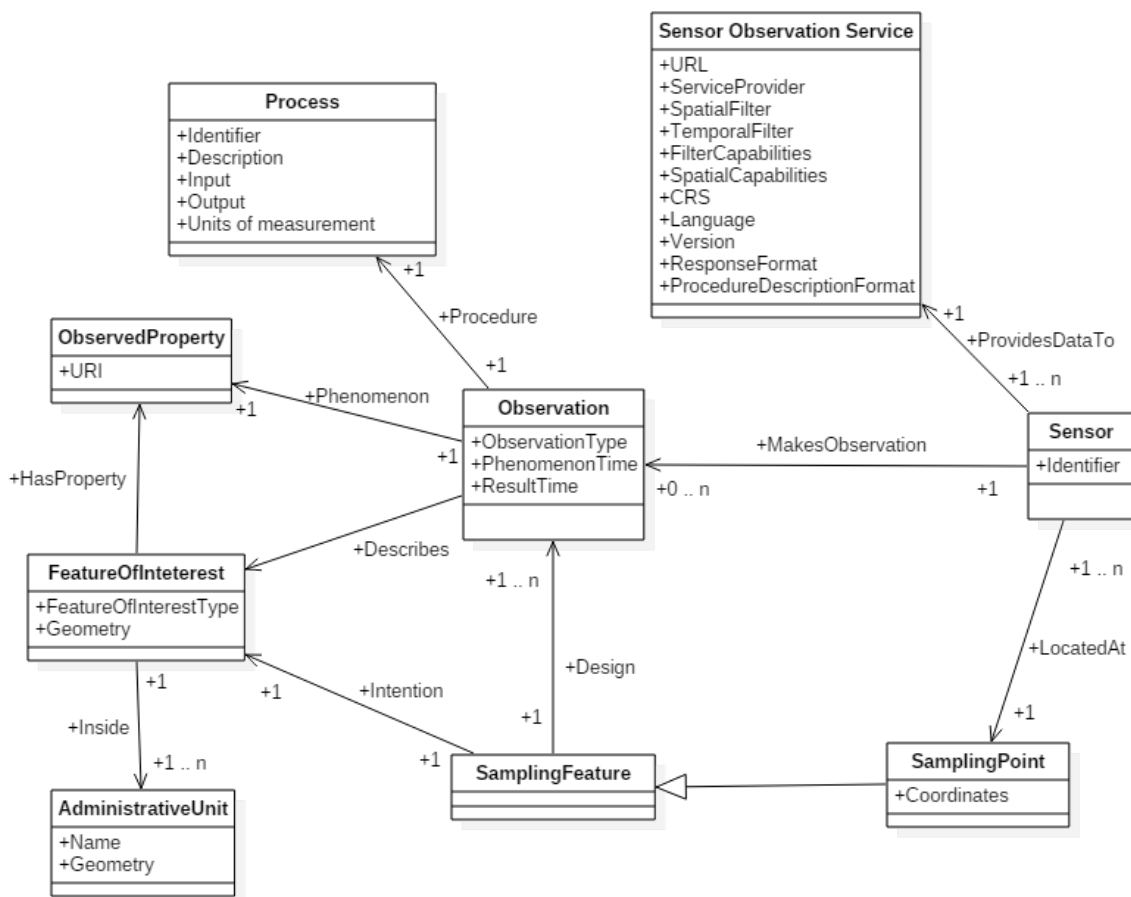 Sensor Observation Service
+URL
+ServiceProvider
+SpatialFilter
+TemporalFilter
+FilterCapabilities
+SpatialCapabilities
+CRS
+Language
+Version
+ResponseFormat
+ProcedureDescriptionFormat
Process
+Identifier
+Description
+Input
+Output
+Units of measurement
+1
+Procedure
+1
+1
+ProvidesDataTo
+1 .. n
ObservedProperty
+URI
+1
+Phenomenon
+1
Observation
+ObservationType
+PhenomenonTime
+ResultTime
+MakesObservation
+0 .. n
+1
Sensor
+Identifier
+HasProperty
+Describes
+1 .. n
+1 .. n
FeatureOfInteterest
+FeatureOfInterestType
+Geometry
+1
+1
+Intention
+1
+Design
+1
+LocatedAt
+1
+Inside
+1 .. n
SamplingFeature
SamplingPoint
+Coordinates
AdministrativeUnit
+Name
+Geometry